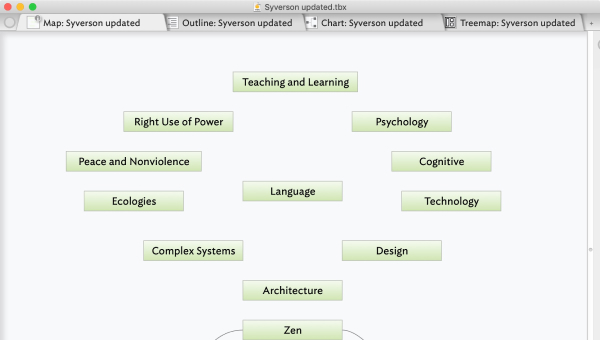 Syverson updated.tbx
Map: Syverson updated
Outline: Syverson updated
Chart: Syverson updated
Treemap: Syverson updated
Teaching and Learning
Right Use of Power
Psychology
Peace and Nonviolence
Cognitive
Language
Ecologies
Technology
Complex Systems
Design
Architecture
Zen